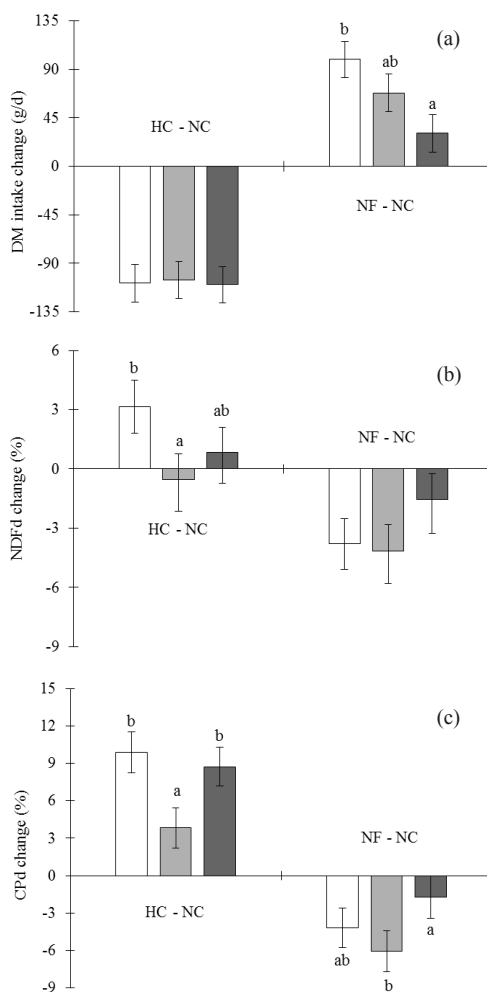 135
(a)
b
90
ab
45
a
HC - NC
0
-45
NF - NC
-90
-135
DM intake change (g/d)
6
(b)
b
3
ab
NF - NC
a
0
HC - NC
-3
-6
-9
NDFd change (%)
15
(c)
12
b
b
9
6
a
3
NF - NC
0
HC - NC
-3
a
ab
-6
b
-9
CPd change (%)